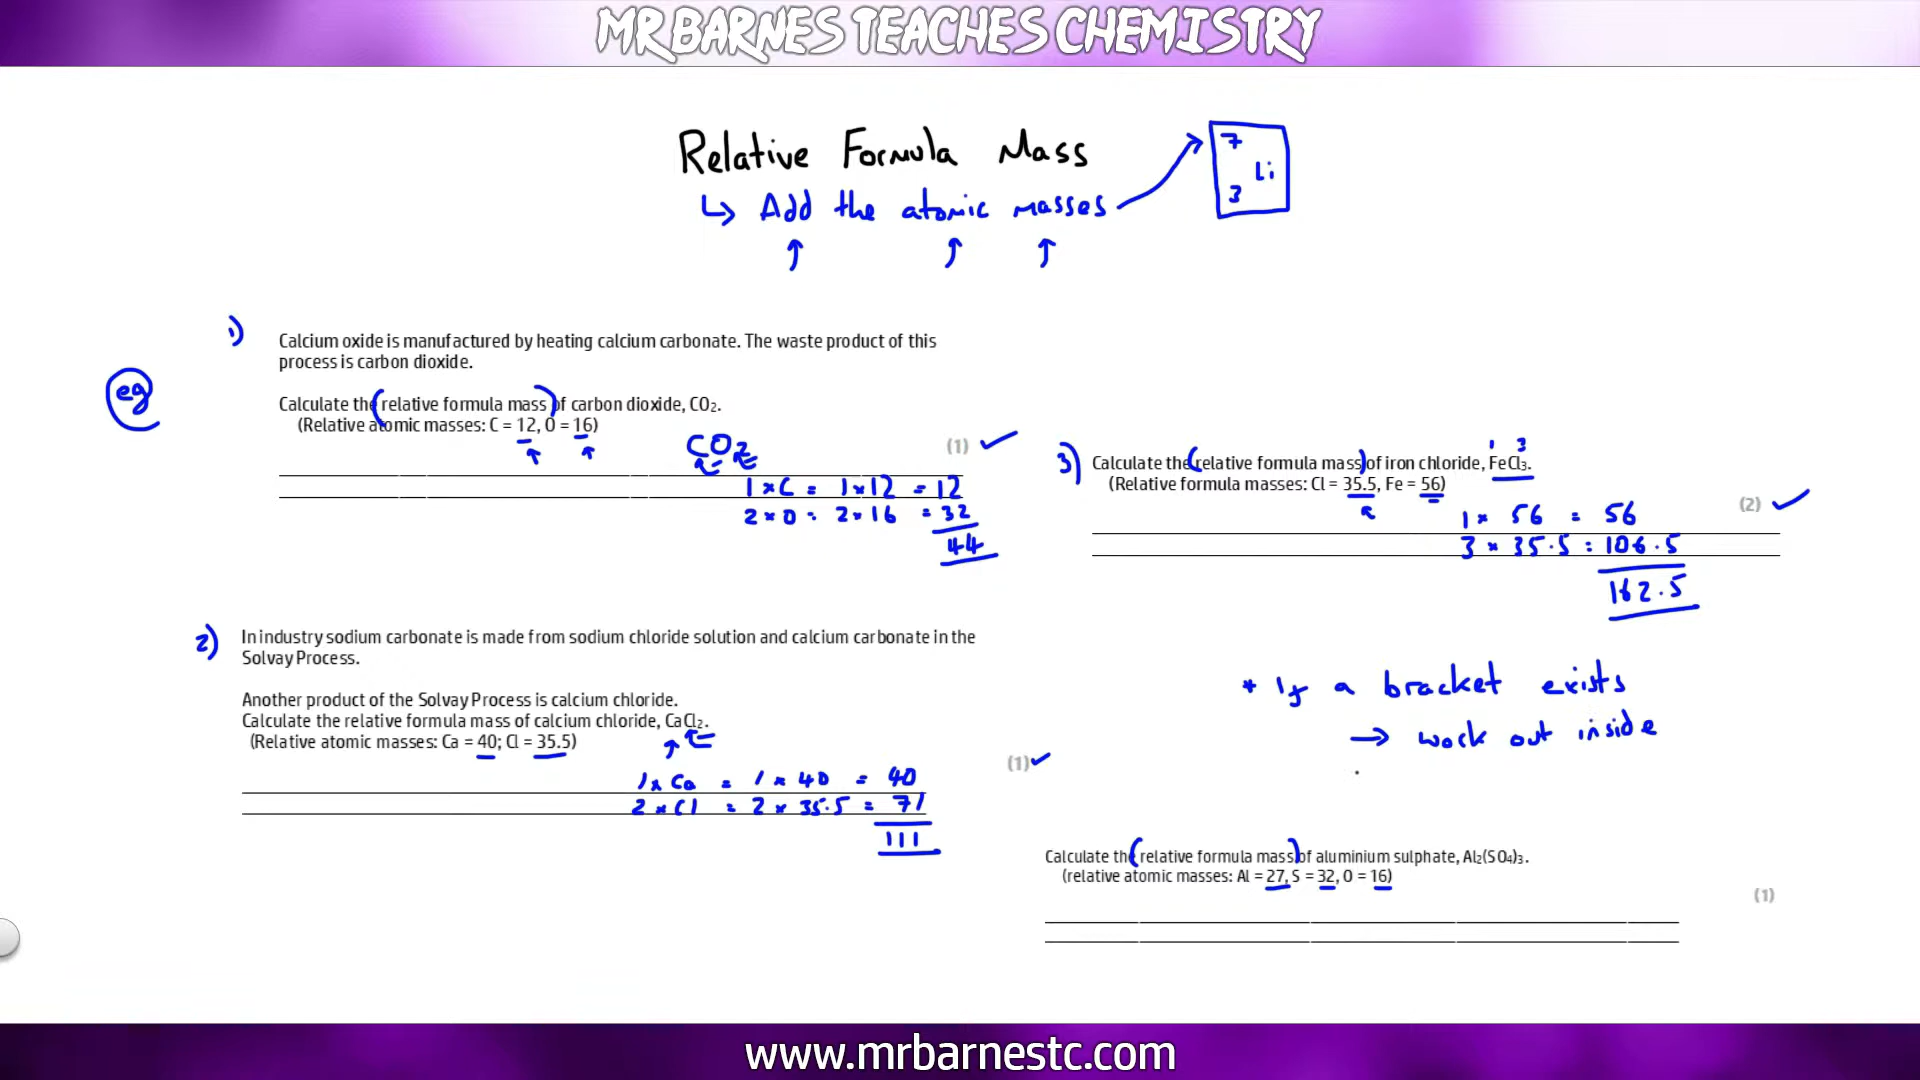 MR BARNES TEACHES CHEMISTRY
Relative Formula Mass
↳ Add the atomic masses
7
Li
3
eg
1)
Calcium oxide is manufactured by heating calcium carbonate. The waste product of this
process is carbon dioxide.
Calculate the (relative formula mass) of carbon dioxide, CO₂.
(Relative atomic masses: C = 12, O = 16)
CO₂
(1) ✓
1 × C = 1 × 12 = 12
2 × O = 2 × 16 = 32
44
2)
In industry sodium carbonate is made from sodium chloride solution and calcium carbonate in the
Solvay Process.
Another product of the Solvay Process is calcium chloride.
Calculate the relative formula mass of calcium chloride, CaCl₂.
(Relative atomic masses: Ca = 40; Cl = 35.5)
(1) ✓
1 × Ca = 1 × 40 = 40
2 × Cl = 2 × 35.5 = 71
111
3)
1 3
Calculate the (relative formula mass) of iron chloride, FeCl₃.
(Relative formula masses: Cl = 35.5, Fe = 56)
(2) ✓
1 × 56 = 56
3 × 35.5 = 106.5
162.5
* If a bracket exists
→ work out inside
Calculate the (relative formula mass) of aluminium sulphate, Al₂(SO₄)₃.
(relative atomic masses: Al = 27, S = 32, O = 16)
(1)
www.mrbarnestc.com